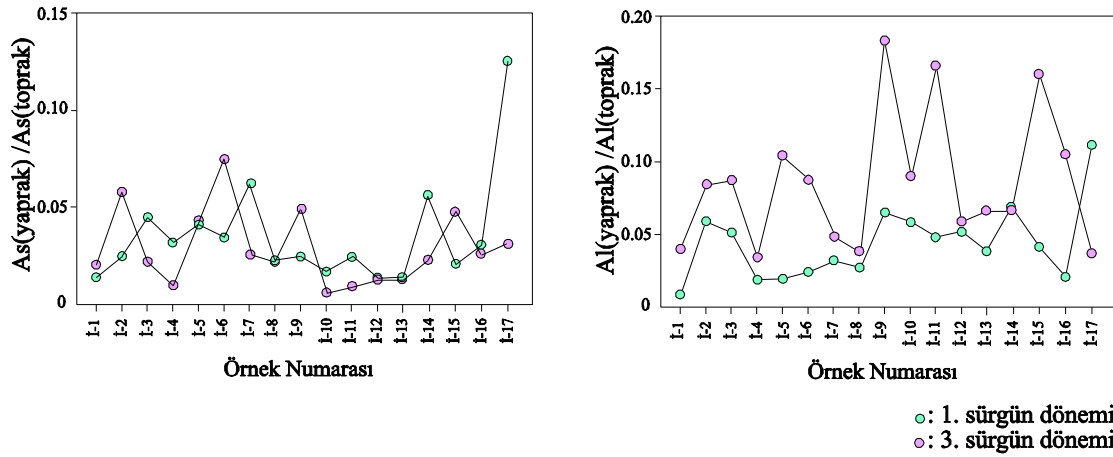 As(yaprak) /As(toprak)
0.15
0.10
0.05
0
t-1
t-2
t-3
t-4
t-5
t-6
t-7
t-8
t-9
t-10
t-11
t-12
t-13
t-14
t-15
t-16
t-17
Örnek Numarası
Al(yaprak) /Al(toprak)
0.20
0.15
0.10
0.05
0
t-1
t-2
t-3
t-4
t-5
t-6
t-7
t-8
t-9
t-10
t-11
t-12
t-13
t-14
t-15
t-16
t-17
Örnek Numarası
: 1. sürgün dönemi
: 3. sürgün dönemi